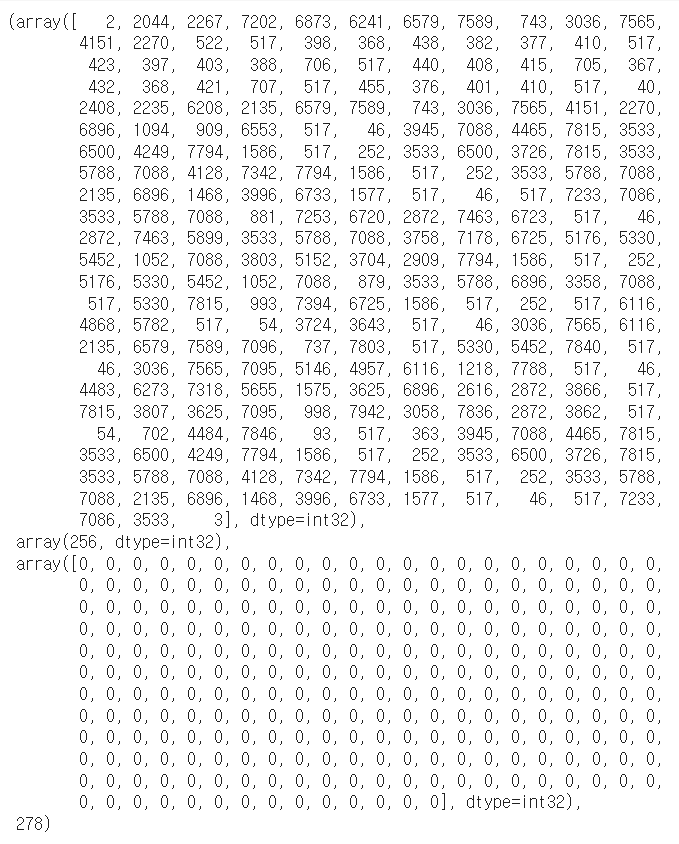 (array([   2, 2044, 2267, 7202, 6873, 6241, 6579, 7589,  743, 3036, 7565,
        4151, 2270,  522,  517,  398,  368,  438,  382,  377,  410,  517,
         423,  397,  403,  388,  706,  517,  440,  408,  415,  705,  367,
         432,  368,  421,  707,  517,  455,  376,  401,  410,  517,   40,
        2408, 2235, 6208, 2135, 6579, 7589,  743, 3036, 7565, 4151, 2270,
        6896, 1094,  909, 6553,  517,   46, 3945, 7088, 4465, 7815, 3533,
        6500, 4249, 7794, 1586,  517,  252, 3533, 6500, 3726, 7815, 3533,
        5788, 7088, 4128, 7342, 7794, 1586,  517,  252, 3533, 5788, 7088,
        2135, 6896, 1468, 3996, 6733, 1577,  517,   46,  517, 7233, 7086,
        3533, 5788, 7088,  881, 7253, 6720, 2872, 7463, 6723,  517,   46,
        2872, 7463, 5899, 3533, 5788, 7088, 3758, 7178, 6725, 5176, 5330,
        5452, 1052, 7088, 3803, 5152, 3704, 2909, 7794, 1586,  517,  252,
        5176, 5330, 5452, 1052, 7088,  879, 3533, 5788, 6896, 3358, 7088,
         517, 5330, 7815,  993, 7394, 6725, 1586,  517,  252,  517, 6116,
        4868, 5782,  517,   54, 3724, 3643,  517,   46, 3036, 7565, 6116,
        2135, 6579, 7589, 7096,  737, 7803,  517, 5330, 5452, 7840,  517,
          46, 3036, 7565, 7095, 5146, 4957, 6116, 1218, 7788,  517,   46,
        4483, 6273, 7318, 5655, 1575, 3625, 6896, 2616, 2872, 3866,  517,
        7815, 3807, 3625, 7095,  998, 7942, 3058, 7836, 2872, 3862,  517,
          54,  702, 4484, 7846,   93,  517,  363, 3945, 7088, 4465, 7815,
        3533, 6500, 4249, 7794, 1586,  517,  252, 3533, 6500, 3726, 7815,
        3533, 5788, 7088, 4128, 7342, 7794, 1586,  517,  252, 3533, 5788,
        7088, 2135, 6896, 1468, 3996, 6733, 1577,  517,   46,  517, 7233,
        7086, 3533,    3], dtype=int32),
 array(256, dtype=int32),
 array([0, 0, 0, 0, 0, 0, 0, 0, 0, 0, 0, 0, 0, 0, 0, 0, 0, 0, 0, 0, 0, 0,
        0, 0, 0, 0, 0, 0, 0, 0, 0, 0, 0, 0, 0, 0, 0, 0, 0, 0, 0, 0, 0, 0,
        0, 0, 0, 0, 0, 0, 0, 0, 0, 0, 0, 0, 0, 0, 0, 0, 0, 0, 0, 0, 0, 0,
        0, 0, 0, 0, 0, 0, 0, 0, 0, 0, 0, 0, 0, 0, 0, 0, 0, 0, 0, 0, 0, 0,
        0, 0, 0, 0, 0, 0, 0, 0, 0, 0, 0, 0, 0, 0, 0, 0, 0, 0, 0, 0, 0, 0,
        0, 0, 0, 0, 0, 0, 0, 0, 0, 0, 0, 0, 0, 0, 0, 0, 0, 0, 0, 0, 0, 0,
        0, 0, 0, 0, 0, 0, 0, 0, 0, 0, 0, 0, 0, 0, 0, 0, 0, 0, 0, 0, 0, 0,
        0, 0, 0, 0, 0, 0, 0, 0, 0, 0, 0, 0, 0, 0, 0, 0, 0, 0, 0, 0, 0, 0,
        0, 0, 0, 0, 0, 0, 0, 0, 0, 0, 0, 0, 0, 0, 0, 0, 0, 0, 0, 0, 0, 0,
        0, 0, 0, 0, 0, 0, 0, 0, 0, 0, 0, 0, 0, 0, 0, 0, 0, 0, 0, 0, 0, 0,
        0, 0, 0, 0, 0, 0, 0, 0, 0, 0, 0, 0, 0, 0, 0, 0, 0, 0, 0, 0, 0, 0,
        0, 0, 0, 0, 0, 0, 0, 0, 0, 0, 0, 0, 0, 0], dtype=int32),
 278)